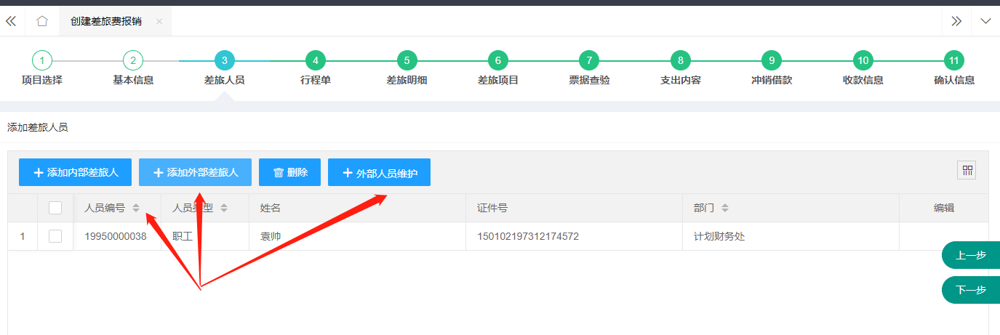 创建差旅费报销 ×
1 2 3 4 5 6 7 8 9 10 11
项目选择 基本信息 差旅人员 行程单 差旅明细 差旅项目 票据查验 支出内容 冲销借款 收款信息 确认信息
添加差旅人员
添加内部差旅人 添加外部差旅人 删除 外部人员维护
人员编号 人员类型 姓名 证件号 部门 编辑
1 19950000038 职工 袁帅 150102197312174572 计划财务处
上一步
下一步